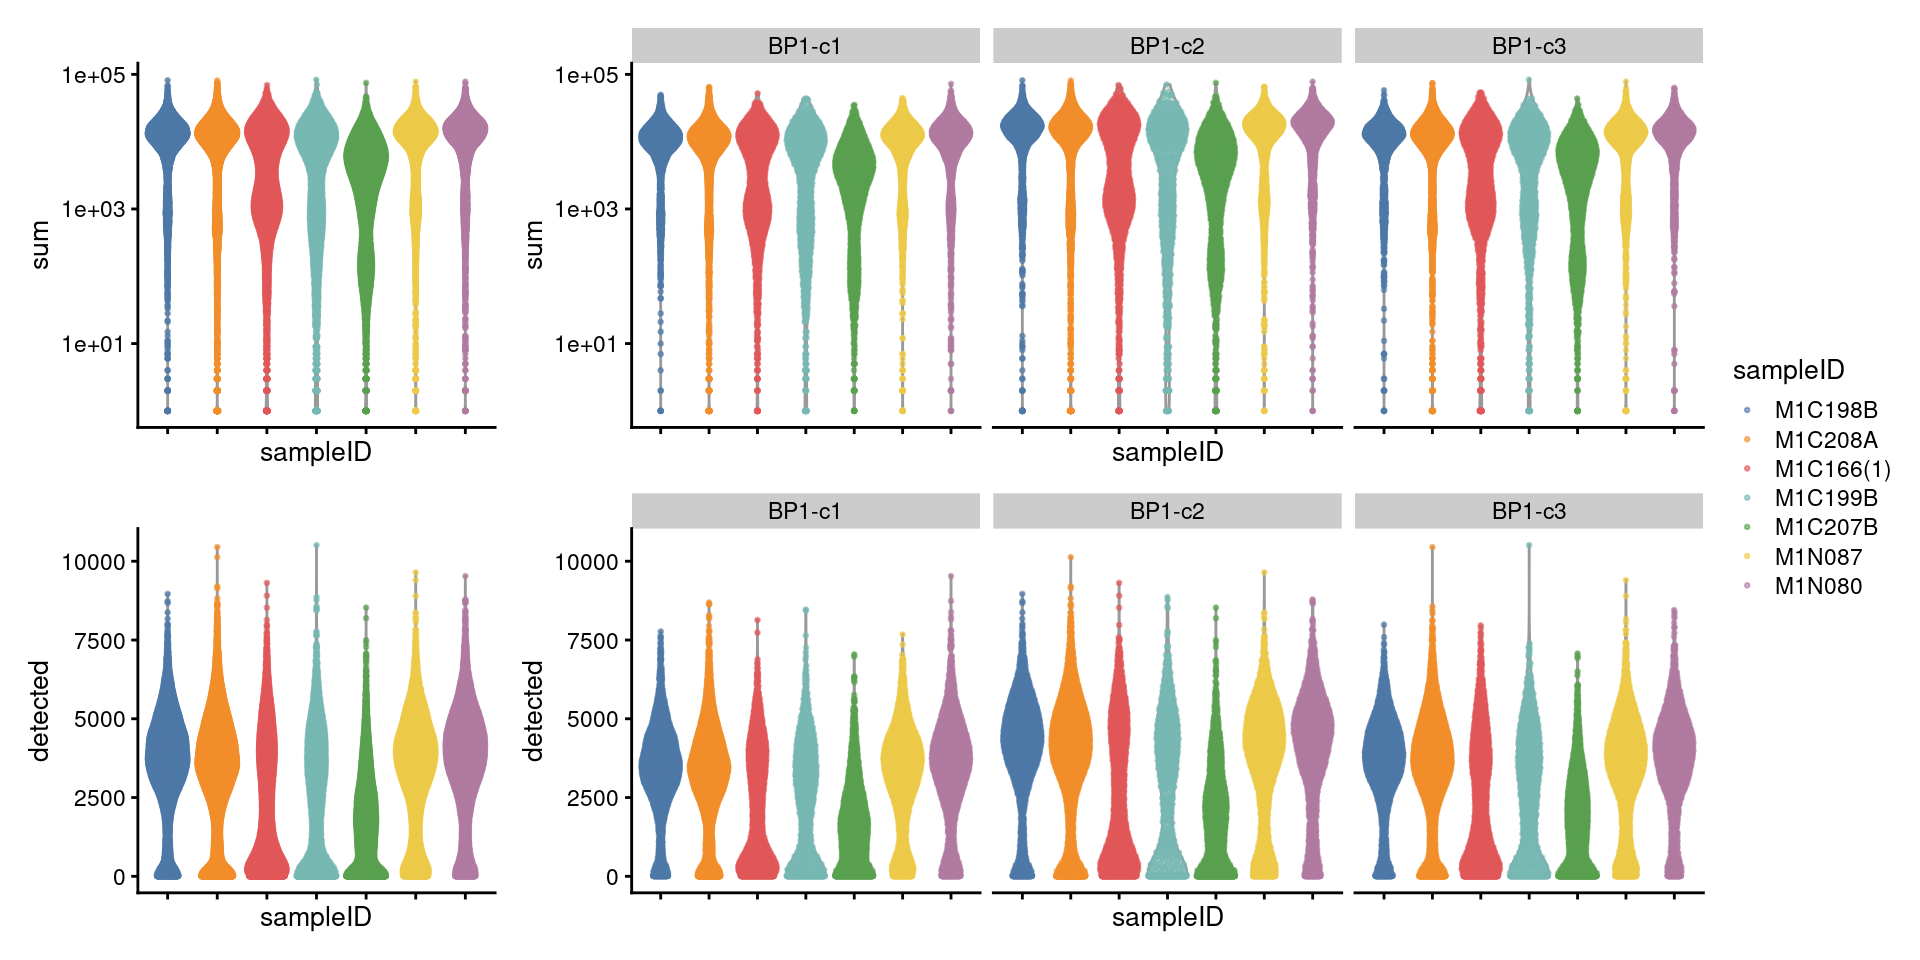 1e+05
1e+03
1e+01
sum
sampleID
BP1-c1
BP1-c2
BP1-c3
1e+05
1e+03
1e+01
sum
sampleID
10000
7500
5000
2500
0
detected
sampleID
BP1-c1
BP1-c2
BP1-c3
10000
7500
5000
2500
0
detected
sampleID
sampleID
M1C198B
M1C208A
M1C166(1)
M1C199B
M1C207B
M1N087
M1N080